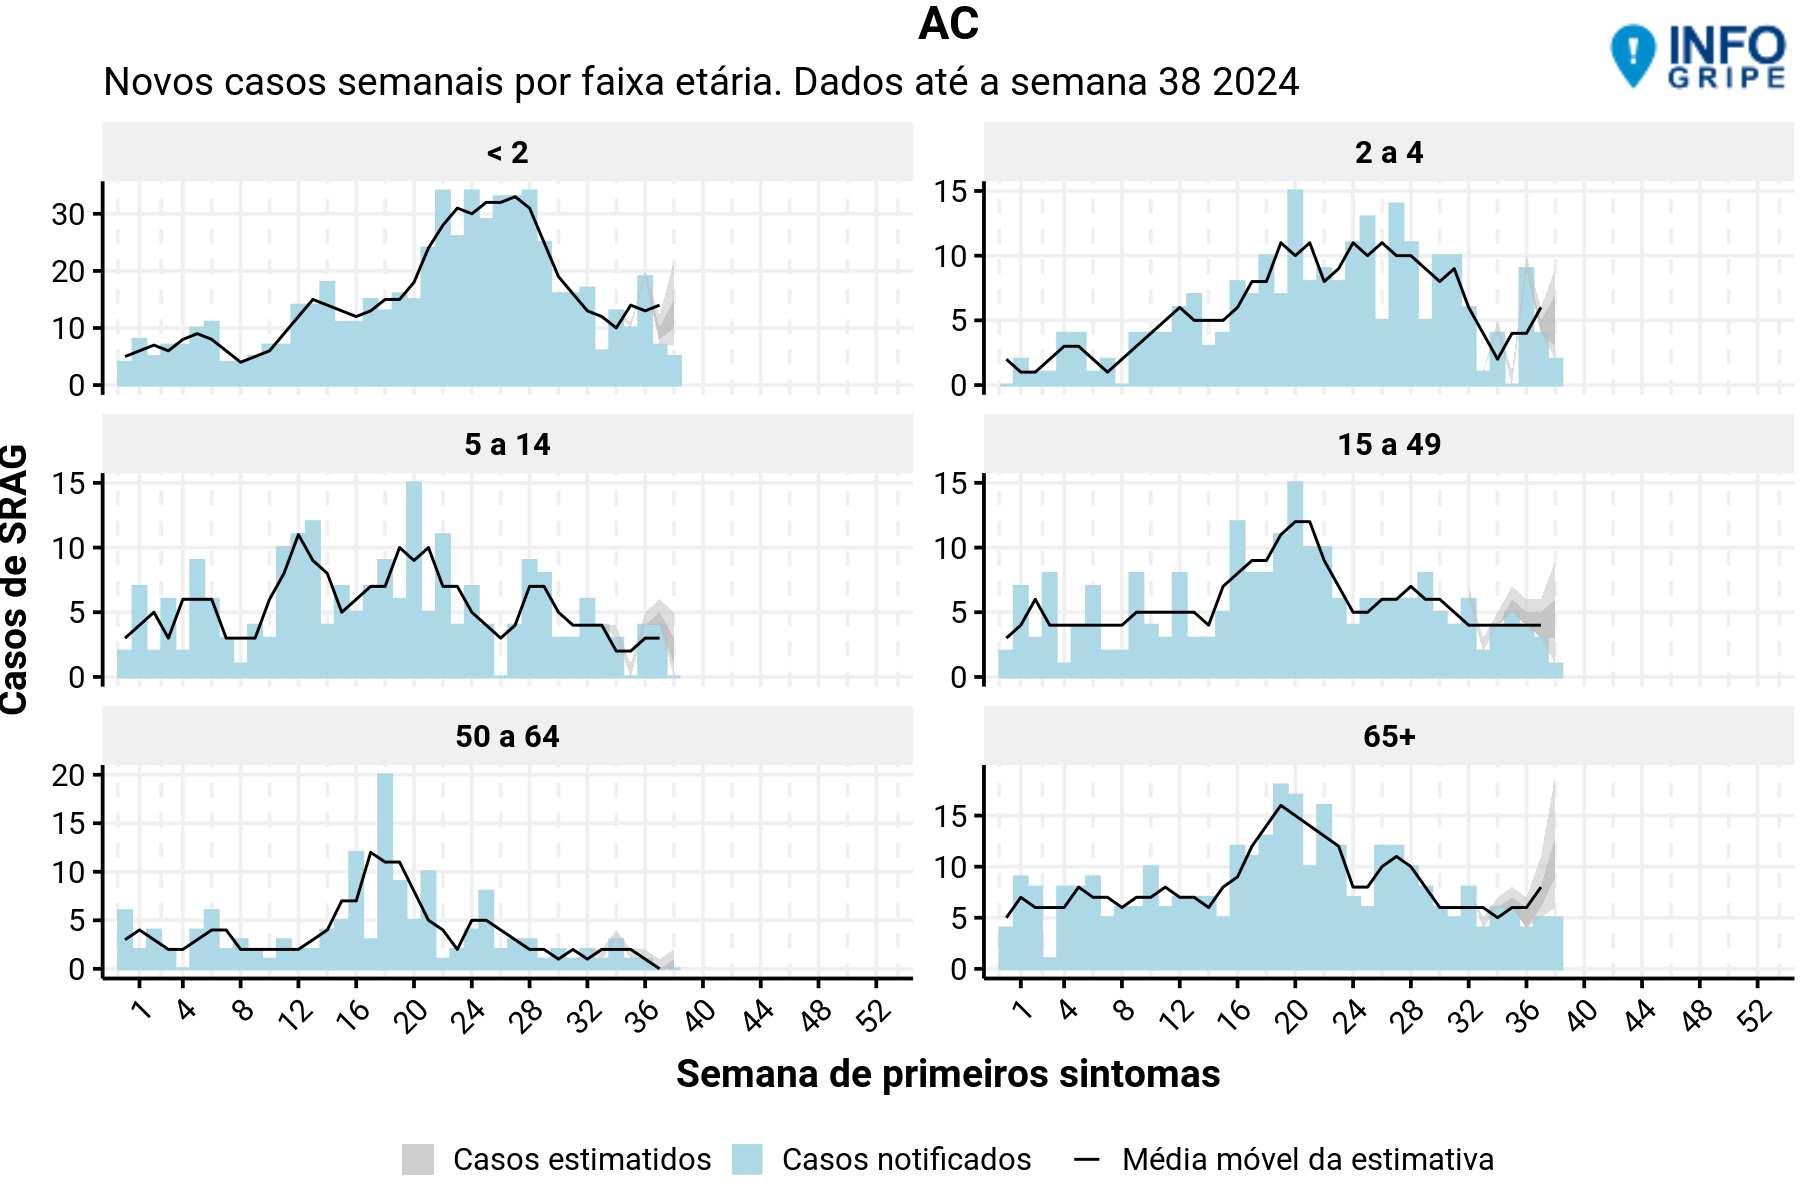 AC
INFO
GRIPE
Novos casos semanais por faixa etária. Dados até a semana 38 2024
< 2
2 a 4
30
20
10
0
15
10
5
0
5 a 14
15 a 49
15
10
5
0
15
10
5
0
Casos de SRAG
50 a 64
65+
20
15
10
5
0
15
10
5
0
1 4 8 12 16 20 24 28 32 36 40 44 48 52
1 4 8 12 16 20 24 28 32 36 40 44 48 52
Semana de primeiros sintomas
Casos estimatidos Casos notificados Média móvel da estimativa